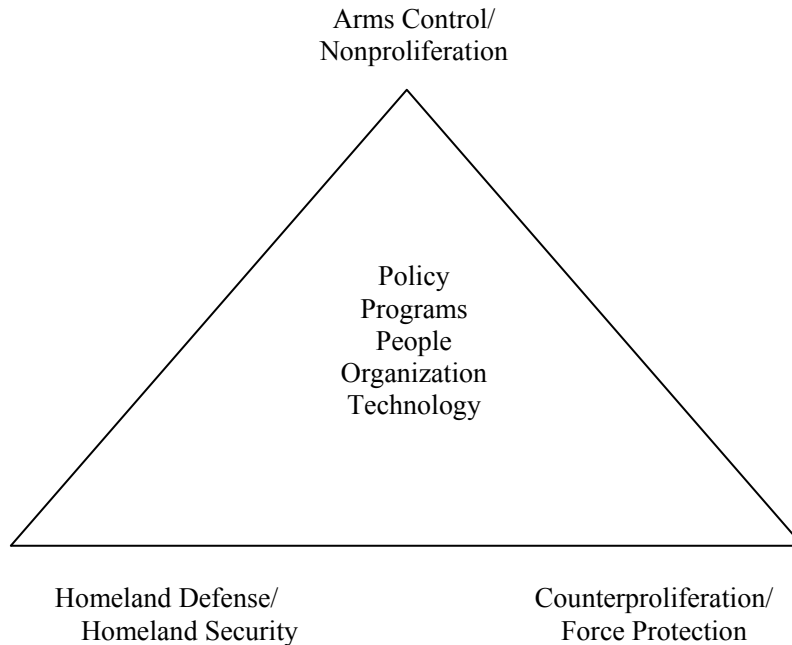 Arms Control/
Nonproliferation
Policy
Programs
People
Organization
Technology
Homeland Defense/
Homeland Security
Counterproliferation/
Force Protection